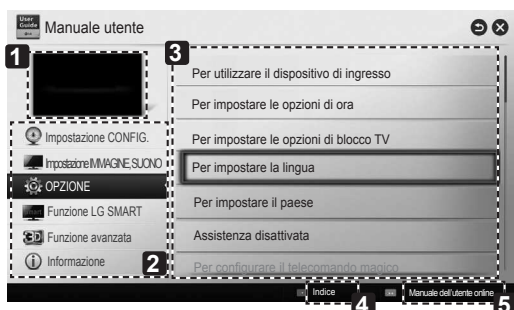 User
Guide
Manuale utente
1
2
Impostazione CONFIG.
Impostazione IMMAGINE, SUONO
OPZIONE
Smart
Funzione LG SMART
3D
Funzione avanzata
Informazione
3
Per utilizzare il dispositivo di ingresso
Per impostare le opzioni di ora
Per impostare le opzioni di blocco TV
Per impostare la lingua
Per impostare il paese
Assistenza disattivata
Per configurare il telecomando magico
Indice
4
Manuale dell'utente online
5